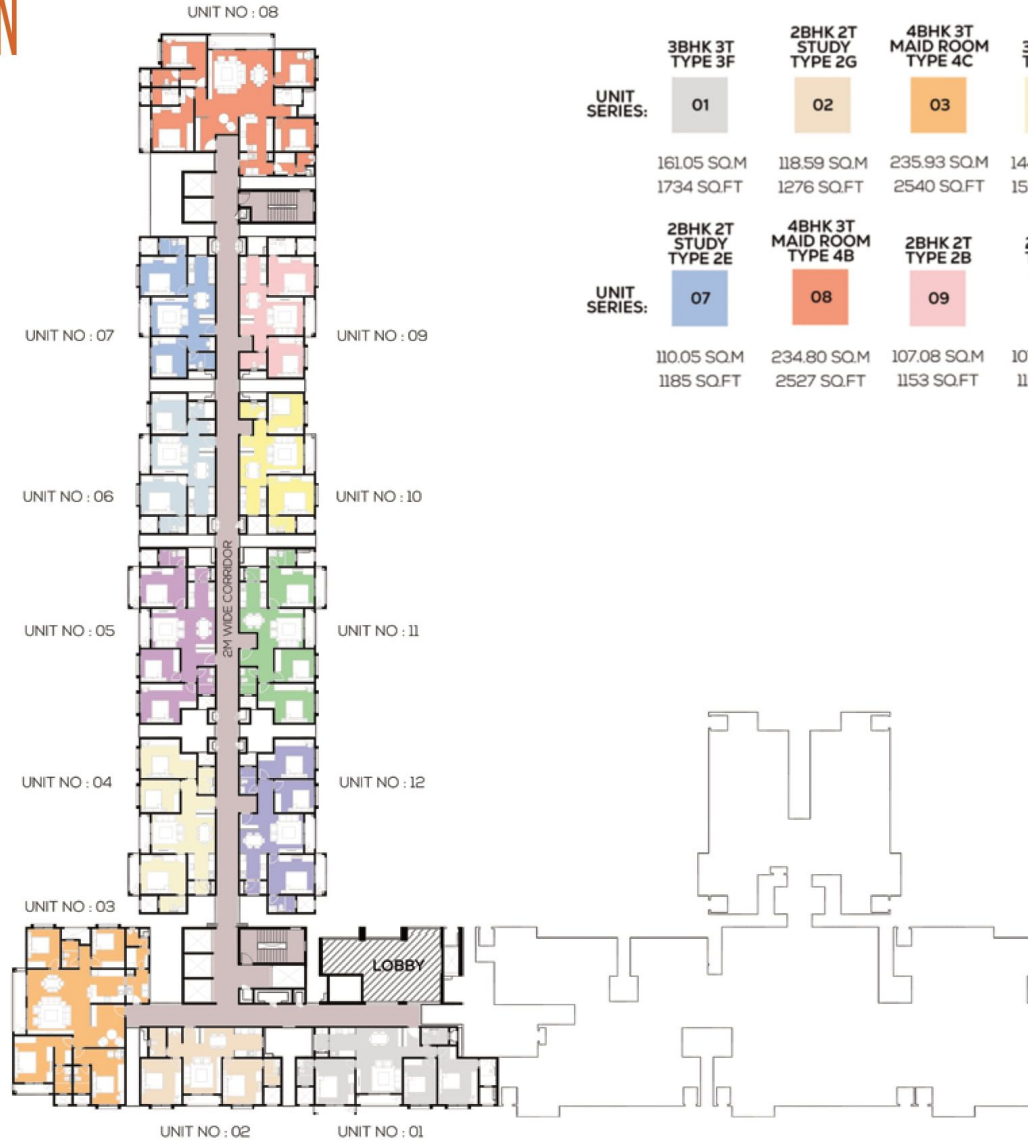 N
UNIT NO : 08
3BHK 3T
TYPE 3F
2BHK 2T
STUDY
TYPE 2G
4BHK 3T
MAID ROOM
TYPE 4C
UNIT
SERIES:
01
02
03
161.05 SQ.M
118.59 SQ.M
235.93 SQ.M
1734 SQ.FT
1276 SQ.FT
2540 SQ.FT
2BHK 2T
STUDY
TYPE 2E
4BHK 3T
MAID ROOM
TYPE 4B
2BHK 2T
TYPE 2B
UNIT
SERIES:
07
08
09
110.05 SQ.M
234.80 SQ.M
107.08 SQ.M
1185 SQ.FT
2527 SQ.FT
1153 SQ.FT
UNIT NO : 07
UNIT NO : 09
UNIT NO : 06
UNIT NO : 10
2M WIDE CORRIDOR
UNIT NO : 05
UNIT NO : 11
UNIT NO : 04
UNIT NO : 12
UNIT NO : 03
LOBBY
UNIT NO : 02
UNIT NO : 01